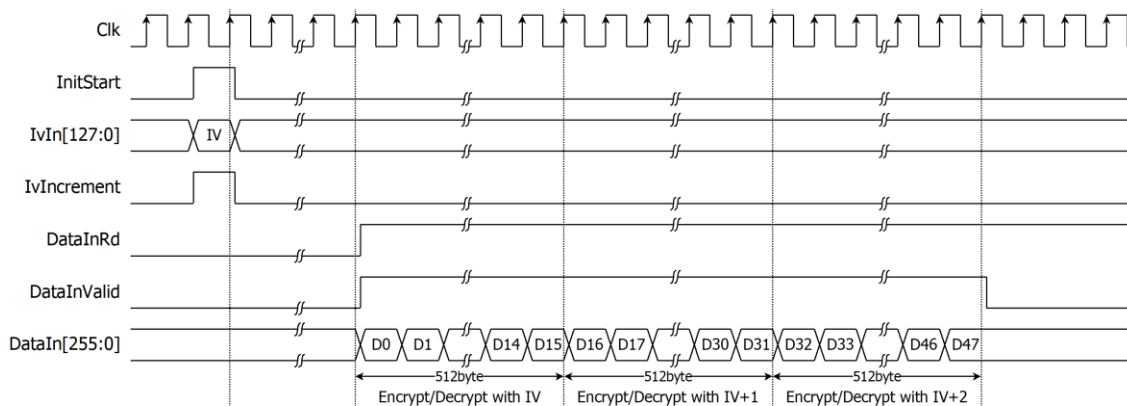 Clk
InitStart
IvIn[127:0] IV
IvIncrement
DataInRd
DataInValid
DataIn[255:0] D0 D1 D14 D15 D16 D17 D30 D31 D32 D33 D46 D47
512byte 512byte 512byte
Encrypt/Decrypt with IV Encrypt/Decrypt with IV+1 Encrypt/Decrypt with IV+2